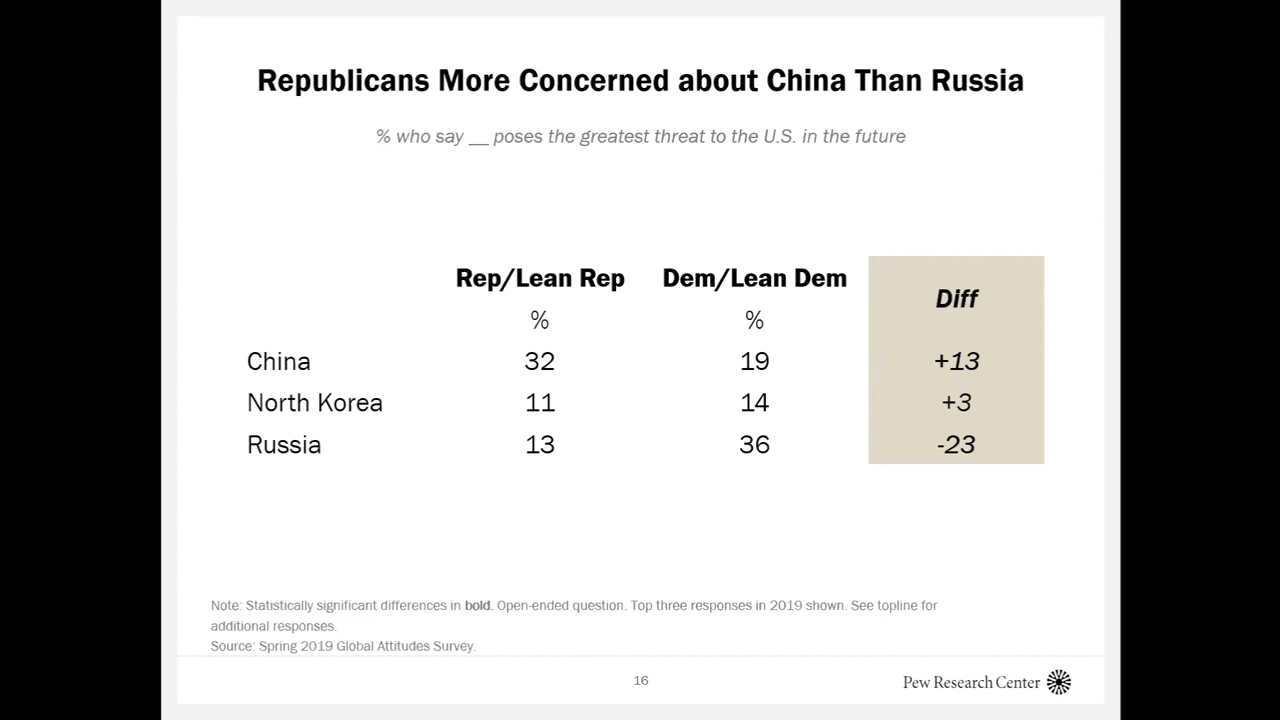 Republicans More Concerned about China Than Russia
% who say __ poses the greatest threat to the U.S. in the future
Rep/Lean Rep Dem/Lean Dem Diff
% %
China 32 19 +13
North Korea 11 14 +3
Russia 13 36 -23
Note: Statistically significant differences in bold. Open-ended question. Top three responses in 2019 shown. See topline for
additional responses.
Source: Spring 2019 Global Attitudes Survey.
16
Pew Research Center